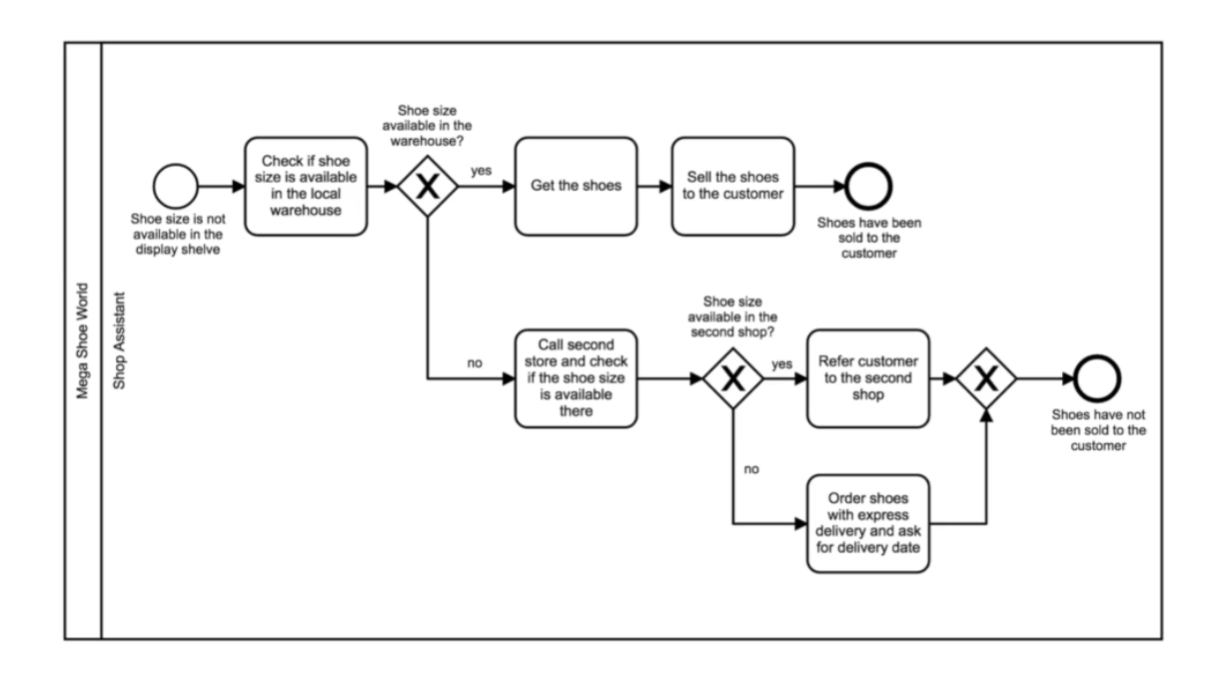 Mega Shoe World
Shop Assistant
Shoe size is not
available in the
display shelve
Check if shoe
size is available
in the local
warehouse
Shoe size
available in the
warehouse?
yes
Get the shoes
Sell the shoes
to the customer
Shoes have been
sold to the
customer
no
Call second
store and check
if the shoe size
is available
there
Shoe size
available in the
second shop?
yes
Refer customer
to the second
shop
no
Order shoes
with express
delivery and ask
for delivery date
Shoes have not
been sold to the
customer